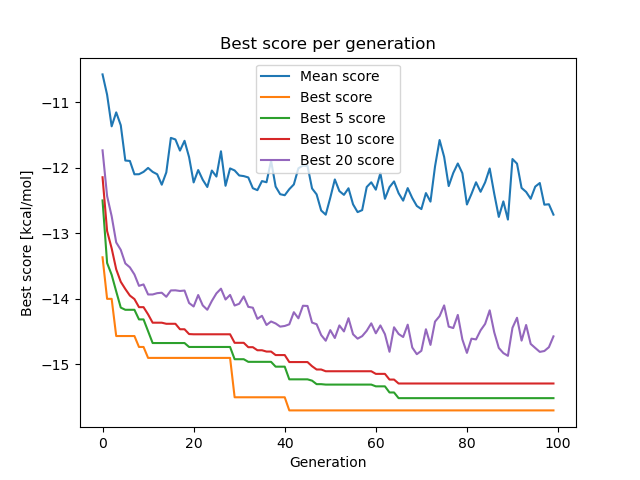 Best score per generation
Mean score
Best score
Best 5 score
Best 10 score
Best 20 score
−11
−12
−13
−14
−15
Best score [kcal/mol]
0 20 40 60 80 100
Generation